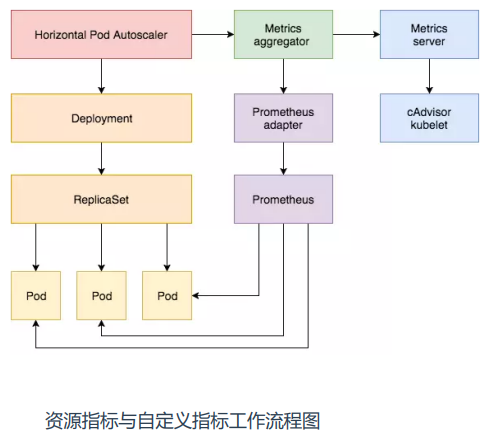 Horizontal Pod Autoscaler
Metrics
aggregator
Metrics
server
Deployment
Prometheus
adapter
cAdvisor
kubelet
ReplicaSet
Prometheus
Pod
Pod
Pod
资源指标与自定义指标工作流程图